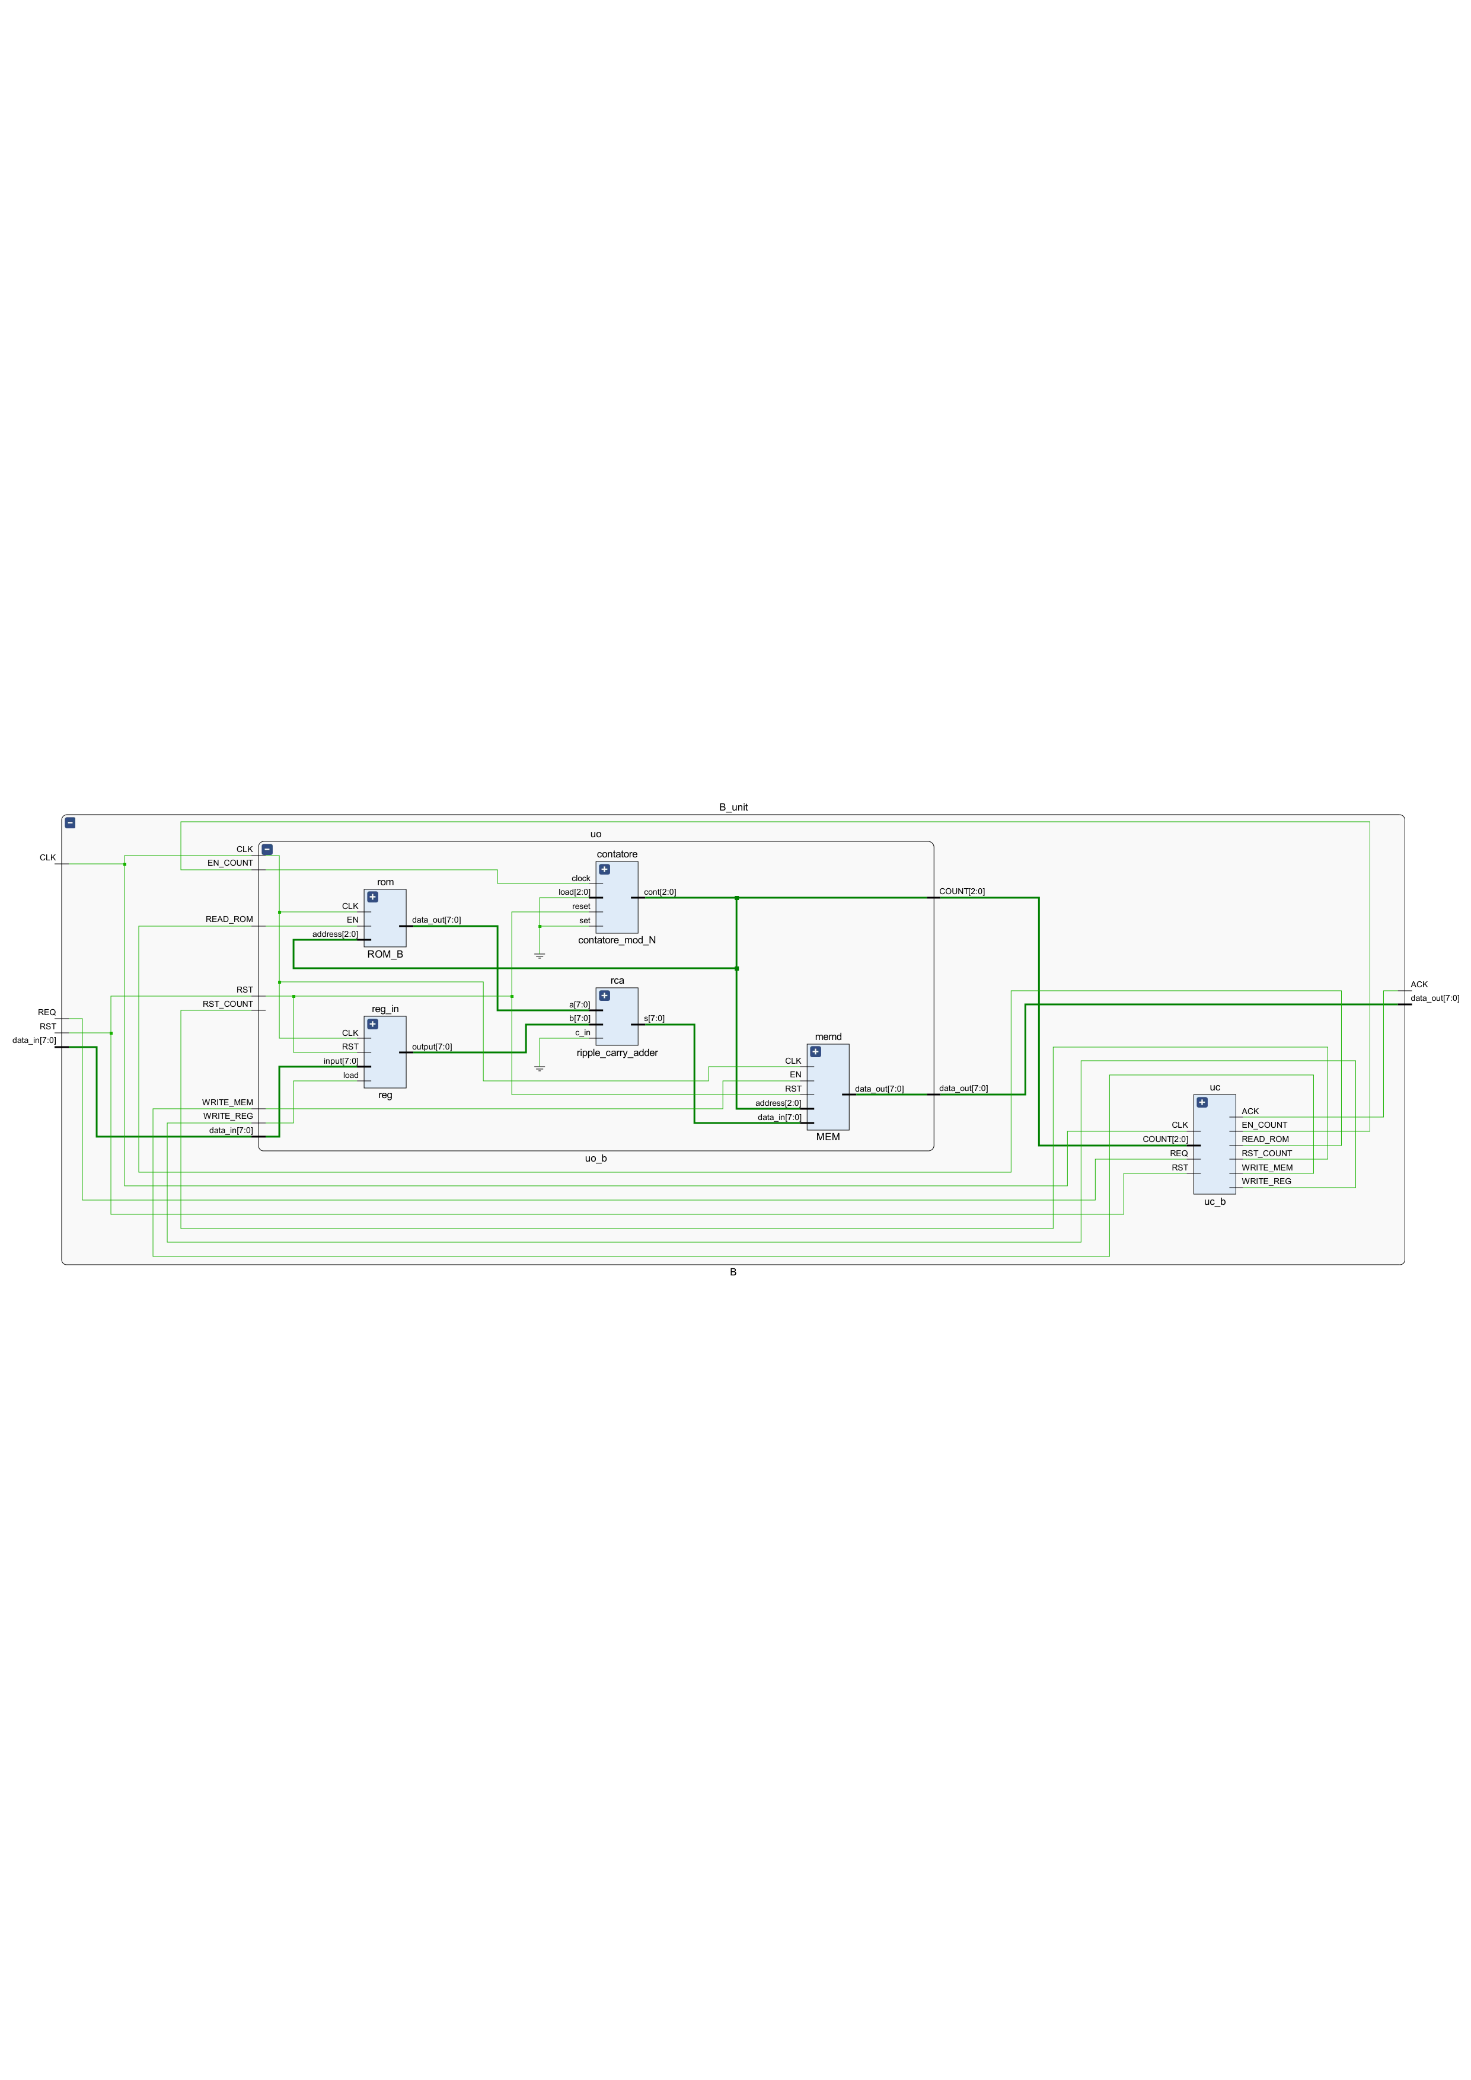 B_unit
uo
CLK
EN_COUNT
contatore
CLK
clock
load[2:0]
cont[2:0]
COUNT[2:0]
rom
reset
CLK
set
READ_ROM
EN
data_out[7:0]
address[2:0]
contatore_mod_N
ROM_B
rca
ACK
RST
data_out[7:0]
RST_COUNT
reg_in
a[7:0]
REQ
b[7:0]
s[7:0]
RST
CLK
c_in
data_in[7:0]
RST
output[7:0]
ripple_carry_adder
memd
input[7:0]
CLK
load
EN
reg
RST
data_out[7:0]
data_out[7:0]
WRITE_MEM
address[2:0]
uc
WRITE_REG
data_in[7:0]
ACK
data_in[7:0]
MEM
CLK
EN_COUNT
COUNT[2:0]
READ_ROM
uo_b
REQ
RST_COUNT
RST
WRITE_MEM
WRITE_REG
uc_b
B